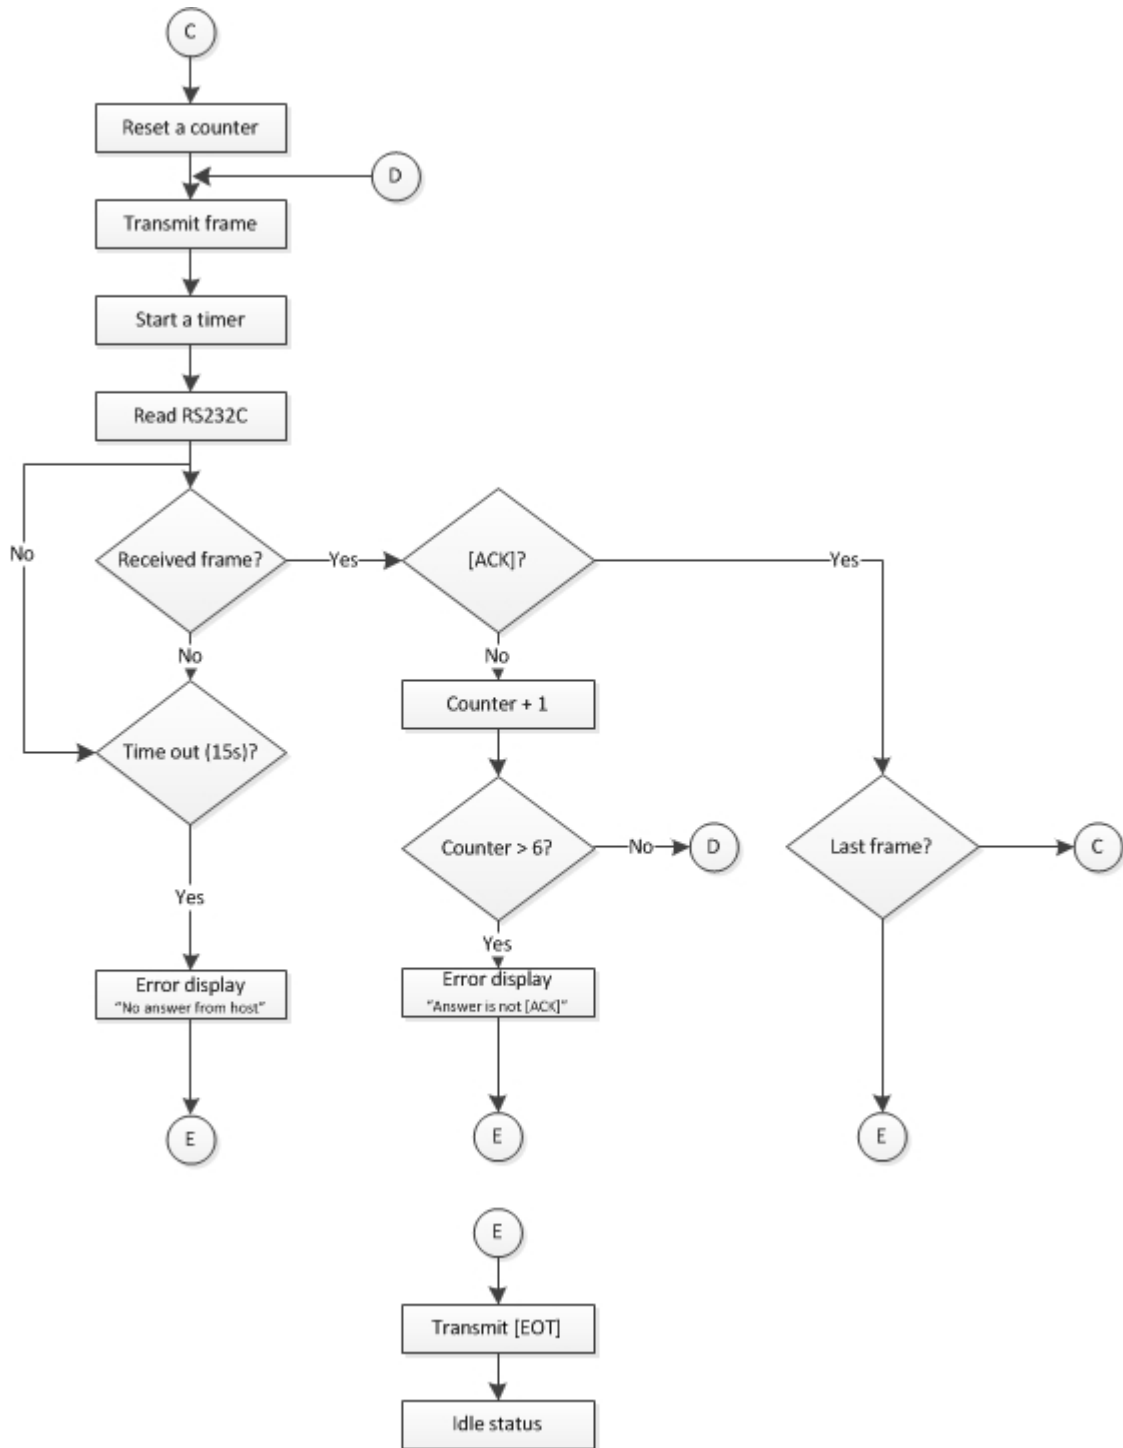 C
Reset a counter
D
Transmit frame
Start a timer
Read RS232C
No
Received frame?
Yes
[ACK]?
Yes
No
No
Counter + 1
Time out (15s)?
Counter > 6?
No
D
Last frame?
C
Yes
Yes
Error display
"No answer from host"
Error display
"Answer is not [ACK]"
E
E
E
E
Transmit [EOT]
Idle status